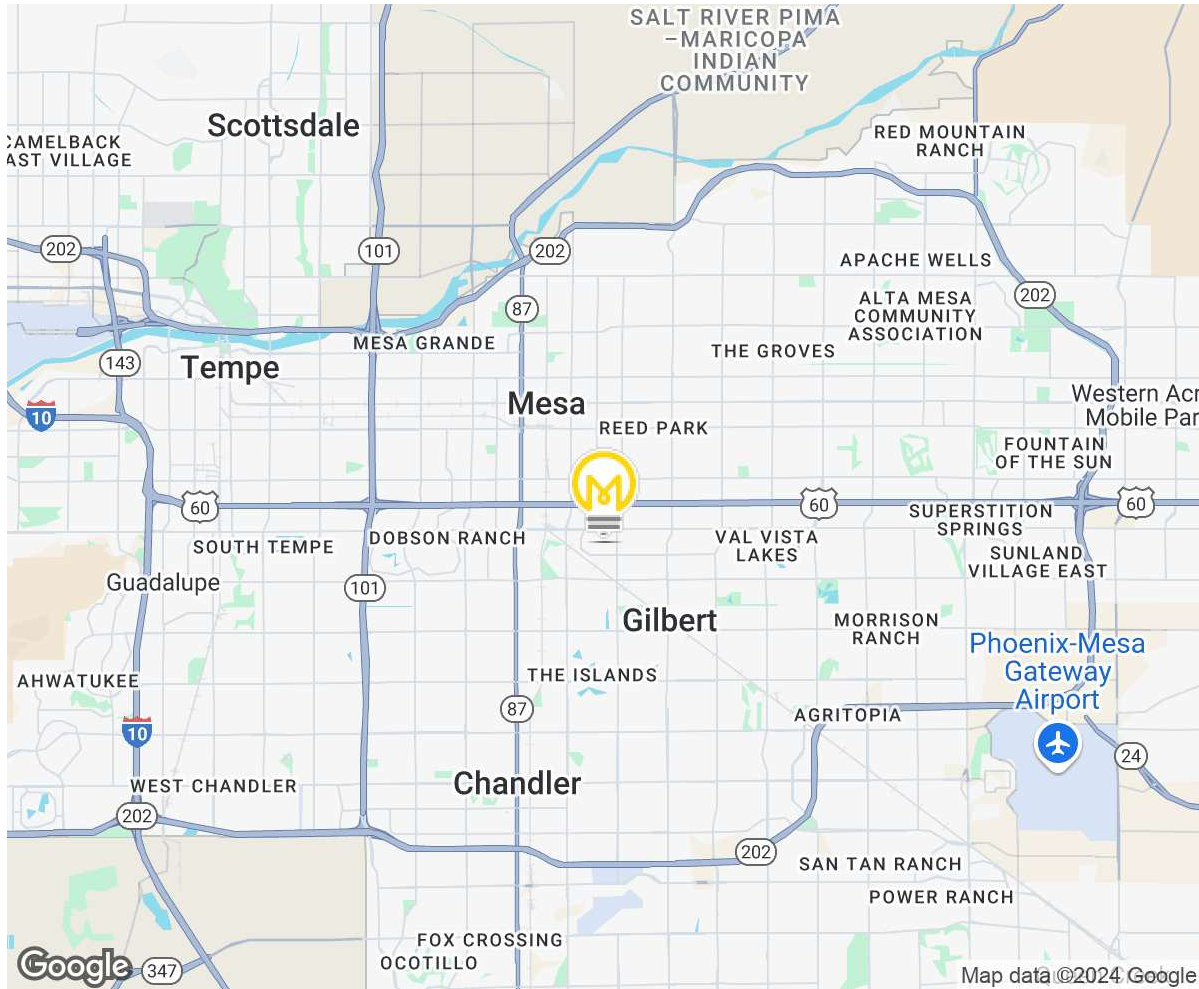 SALT RIVER PIMA
–MARICOPA
INDIAN
COMMUNITY
Scottsdale
CAMELBACK
AST VILLAGE
RED MOUNTAIN
RANCH
202
101
202
APACHE WELLS
87
202
ALTA MESA
COMMUNITY
ASSOCIATION
MESA GRANDE
THE GROVES
143
Tempe
10
Mesa
Western Acr
Mobile Par
REED PARK
FOUNTAIN
OF THE SUN
60
60
60
SUPERSTITION
SPRINGS
SOUTH TEMPE
DOBSON RANCH
VAL VISTA
LAKES
SUNLAND
VILLAGE EAST
Guadalupe
101
Gilbert
MORRISON
RANCH
Phoenix-Mesa
Gateway
Airport
AHWATUKEE
THE ISLANDS
87
AGRITOPIA
10
24
WEST CHANDLER
Chandler
202
202
SAN TAN RANCH
POWER RANCH
FOX CROSSING
OCOTILLO
Google
347
Map data ©2024 Google